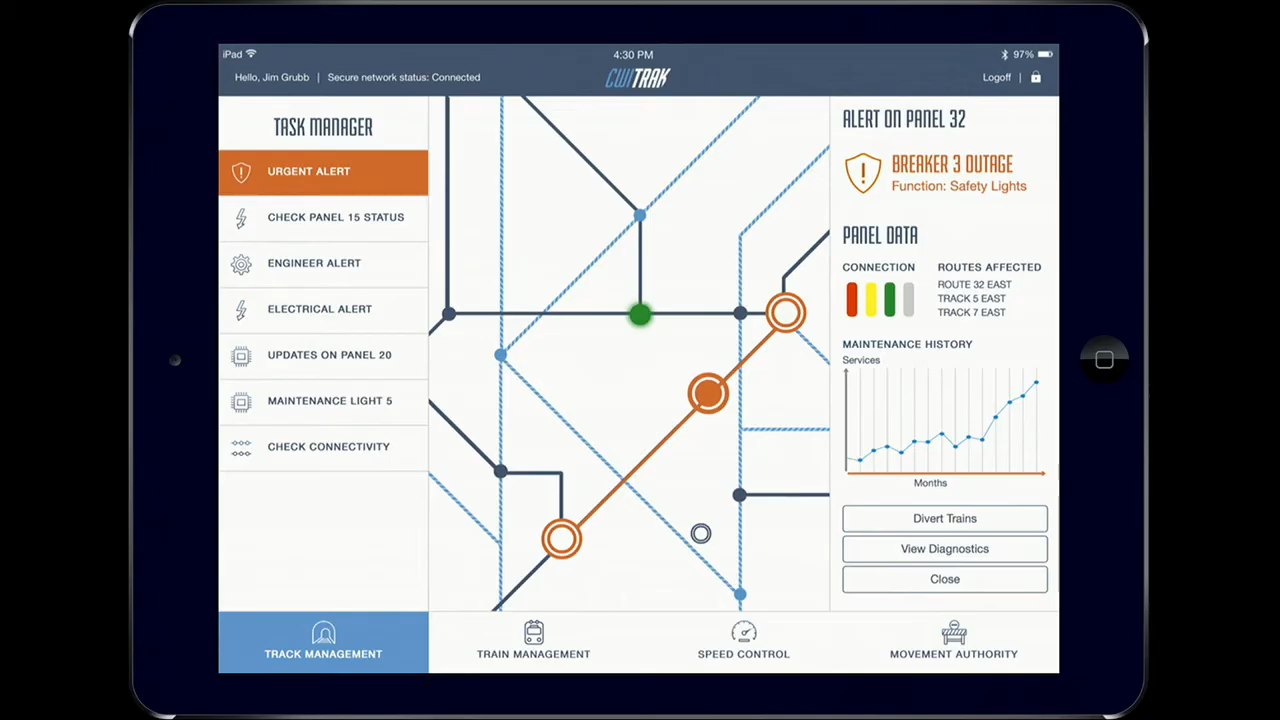 iPad
4:30 PM
97%
Hello, Jim Grubb | Secure network status: Connected
CWITRAK
Logoff |
TASK MANAGER
URGENT ALERT
CHECK PANEL 15 STATUS
ENGINEER ALERT
ELECTRICAL ALERT
UPDATES ON PANEL 20
MAINTENANCE LIGHT 5
CHECK CONNECTIVITY
ALERT ON PANEL 32
BREAKER 3 OUTAGE
Function: Safety Lights
PANEL DATA
CONNECTION
ROUTES AFFECTED
ROUTE 32 EAST
TRACK 5 EAST
TRACK 7 EAST
MAINTENANCE HISTORY
Services
Months
Divert Trains
View Diagnostics
Close
TRACK MANAGEMENT
TRAIN MANAGEMENT
SPEED CONTROL
MOVEMENT AUTHORITY